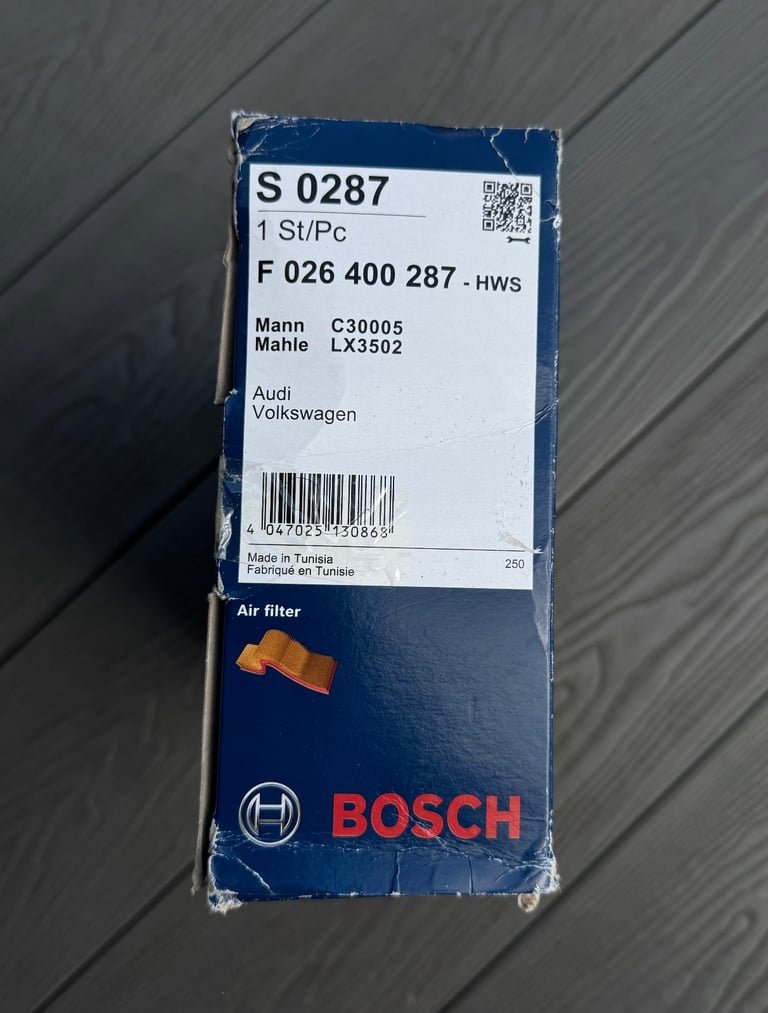 S 0287
1 St/Pc
F 026 400 287 - HWS
Mann C30005
Mahle LX3502
Audi
Volkswagen
4 047025 130868
Made in Tunisia
Fabriqué en Tunisie
250
Air filter
BOSCH